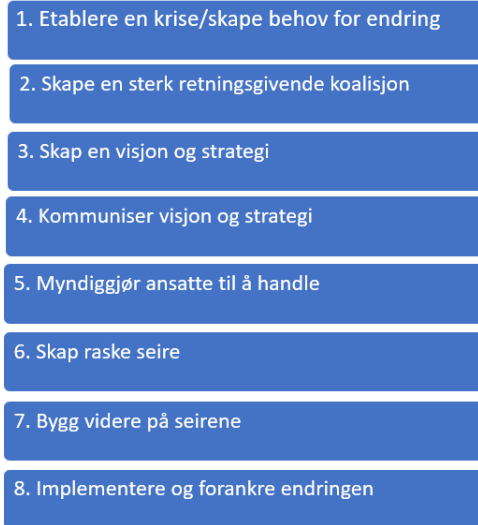 1. Etablere en krise/skape behov for endring
2. Skape en sterk retningsgivende koalisjon
3. Skap en visjon og strategi
4. Kommuniser visjon og strategi
5. Myndiggjør ansatte til å handle
6. Skap raske seire
7. Bygg videre på seirene
8. Implementere og forankre endringen